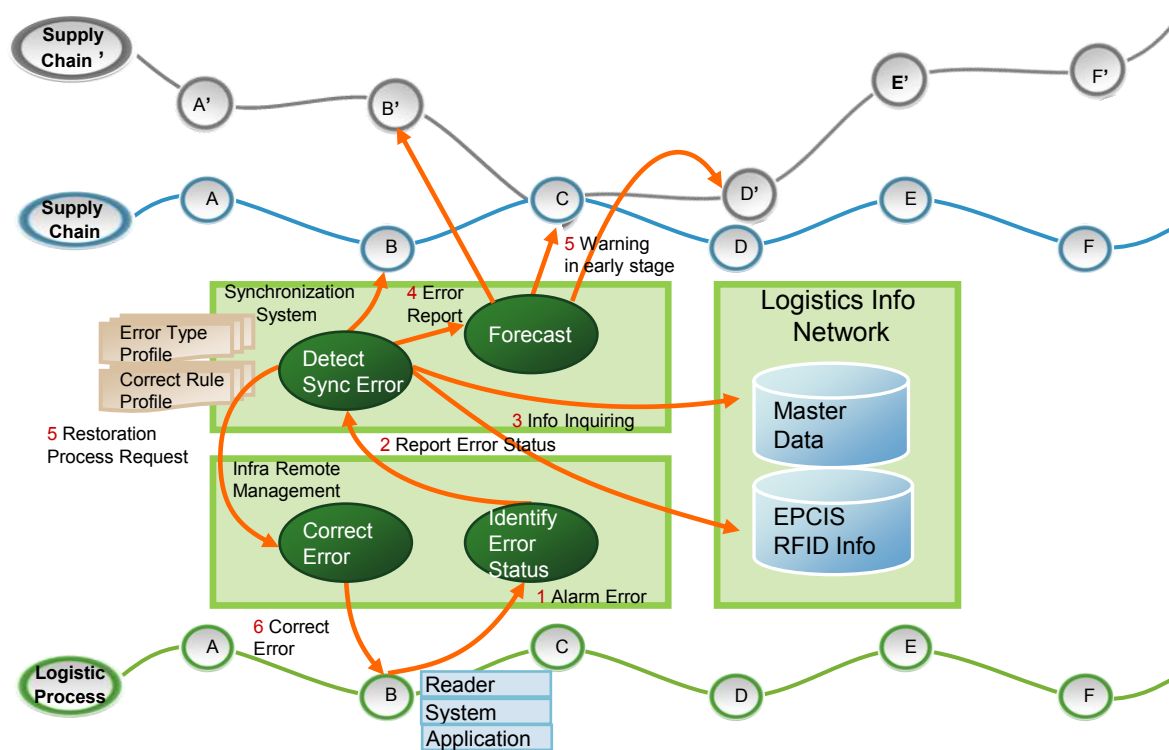 Supply
Chain '
A'
B'
E'
F'
D'
Supply
Chain
A
B
C
D
E
F
5 Warning
in early stage
Synchronization
System
4 Error
Report
Forecast
Error Type
Profile
Correct Rule
Profile
Detect
Sync Error
3 Info Inquiring
2 Report Error Status
5 Restoration
Process Request
Logistics Info
Network
Master
Data
EPCIS
RFID Info
Infra Remote
Management
Correct
Error
Identify
Error
Status
1 Alarm Error
6 Correct
Error
Logistic
Process
A
B
C
D
E
F
Reader
System
Application